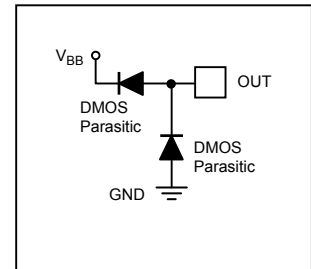 VBB
OUT
DMOS
Parasitic
DMOS
Parasitic
GND